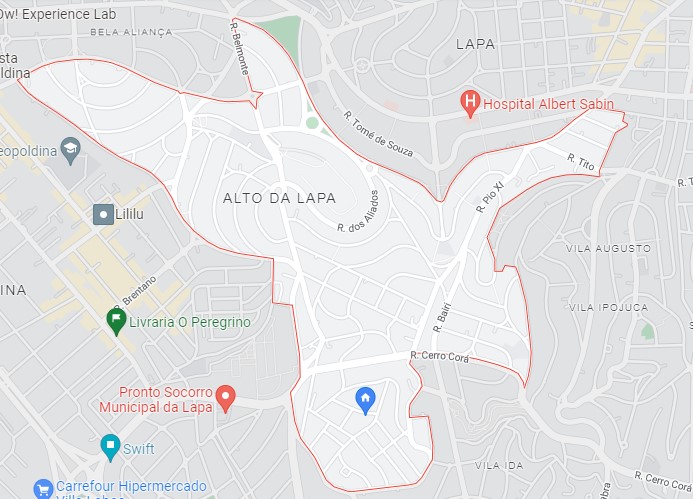 Ow! Experience Lab
BELA ALIANÇA
R. Belmonte
LAPA
sta
oldina
Hospital Albert Sabin
R. Tomé de Souza
eopoldina
R. Tito
R. T
R. Pio XI
ALTO DA LAPA
R. dos Aliados
Lililu
VILA AUGUSTO
INA
R. Brentano
VILA IPOJUCA
Livraria O Peregrino
R. Bairi
R. Cerro Corá
Pronto Socorro
Municipal da Lapa
Swift
VILA IDA
R. Cerro Corá
bra
Carrefour Hipermercado
Villa Lobos